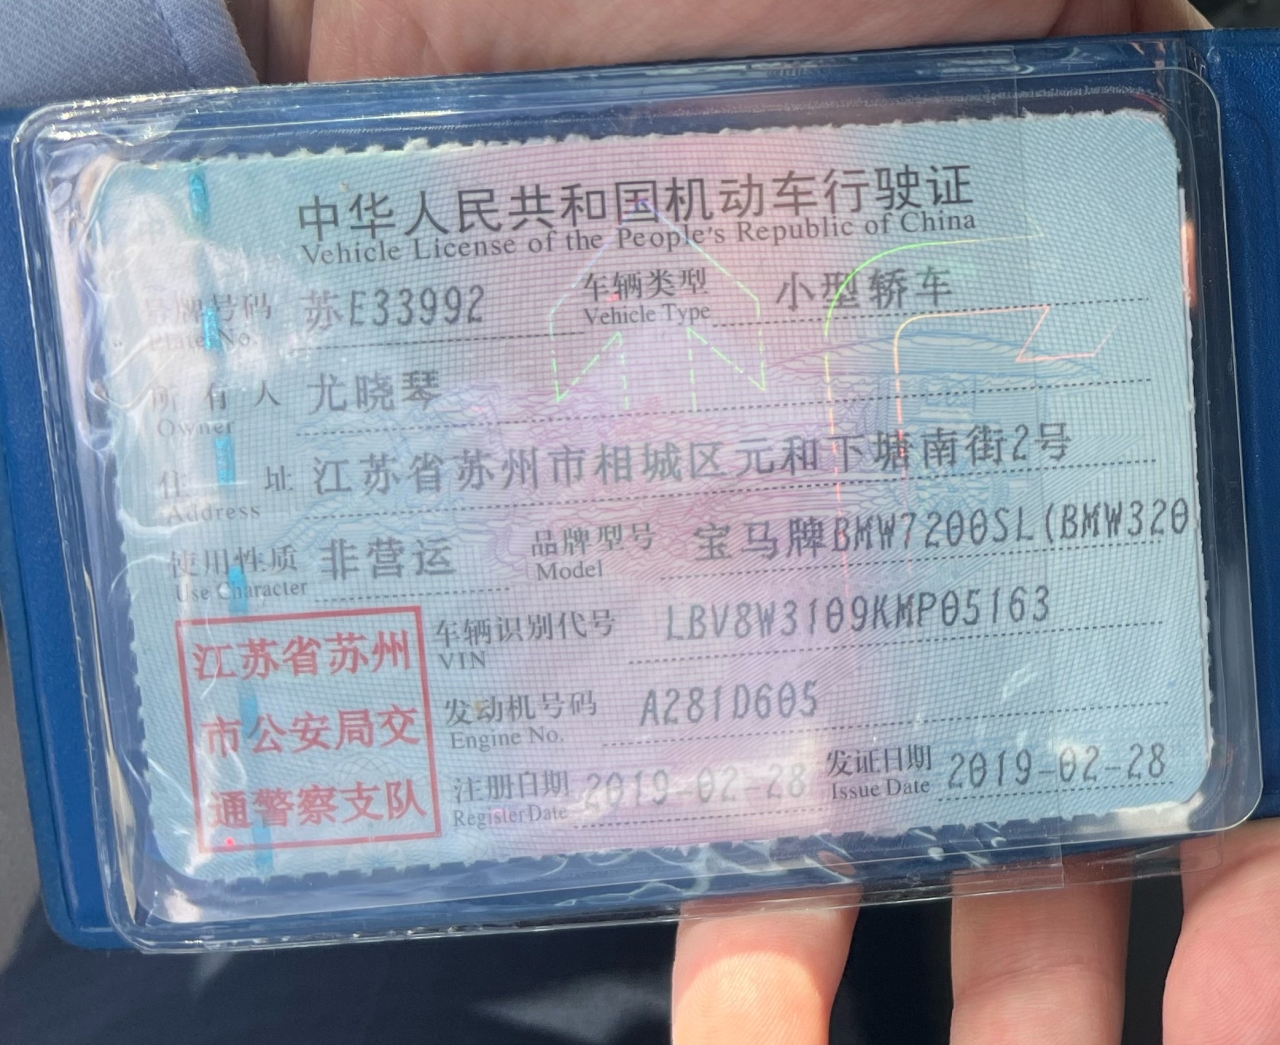 中华人民共和国机动车行驶证
Vehicle License of the People's Republic of China
号牌号码 苏E33992 车辆类型 小型轿车
Plate No. Vehicle Type
所有人 尤晓琴
Owner
住址 江苏省苏州市相城区元和下塘南街2号
Address
使用性质 非营运 品牌型号 宝马牌BMW7200SL(BMW320
Use Character Model
江苏省苏州
市公安局交
通警察支队
车辆识别代号 LBV8W3109KMP05163
VIN
发动机号码 A281D605
Engine No.
注册日期 2019-02-28 发证日期 2019-02-28
Register Date Issue Date